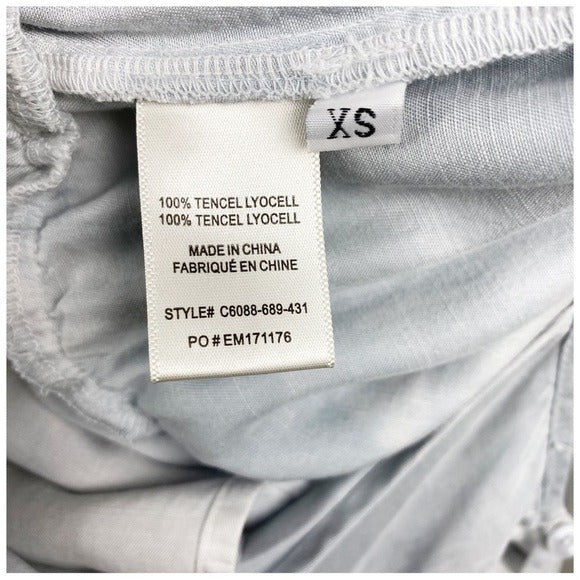 XS
100% TENCEL LYOCELL
100% TENCEL LYOCELL
MADE IN CHINA
FABRIQUÉ EN CHINE
STYLE# C6088-689-431
PO # EM171176